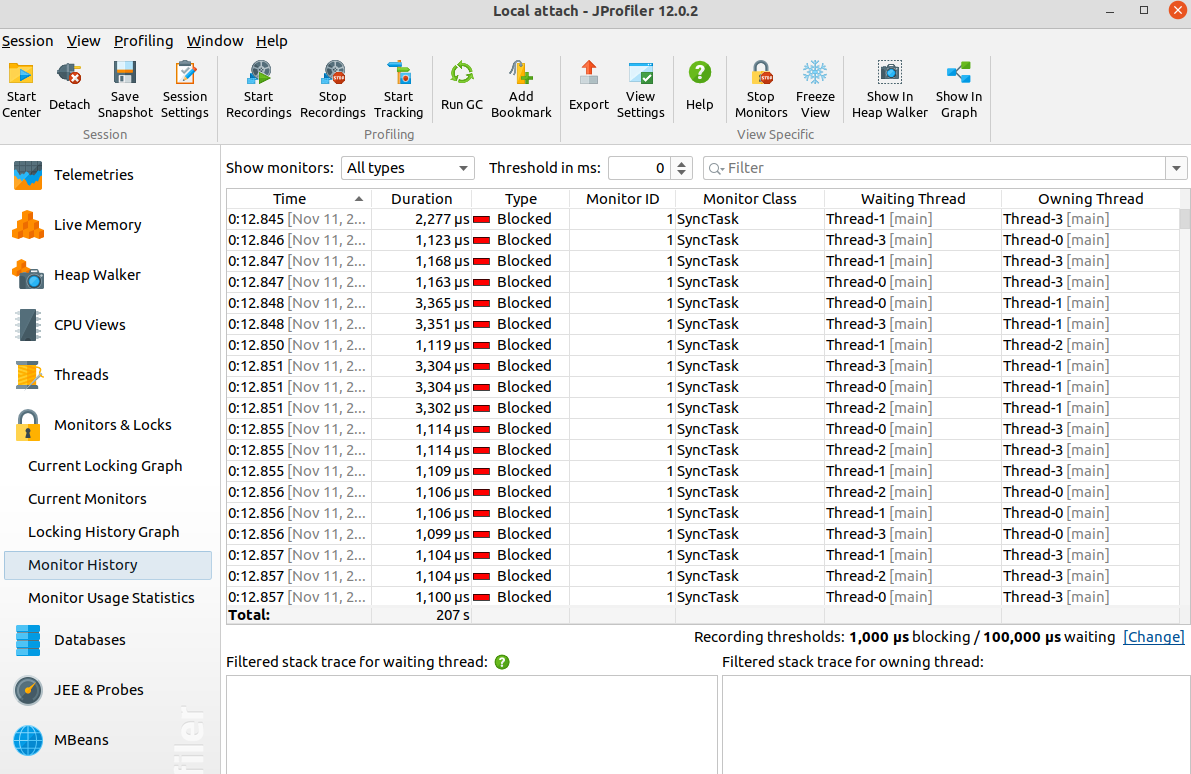 Local attach - JProfiler 12.0.2
Session View Profiling Window Help
Start Center Detach Save Snapshot Session Settings Start Recordings Stop Recordings Start Tracking Run GC Add Bookmark Export View Settings Help Stop Monitors Freeze View Show In Heap Walker Show In Graph
Session Profiling View Specific
Telemetries
Live Memory
Heap Walker
CPU Views
Threads
Monitors & Locks
Current Locking Graph
Current Monitors
Locking History Graph
Monitor History
Monitor Usage Statistics
Databases
JEE & Probes
MBeans
filer
Show monitors: All types Threshold in ms: 0 Filter
Time Duration Type Monitor ID Monitor Class Waiting Thread Owning Thread
0:12.845 [Nov 11, 2... 2,277 µs Blocked 1 SyncTask Thread-1 [main] Thread-3 [main]
0:12.846 [Nov 11, 2... 1,123 µs Blocked 1 SyncTask Thread-3 [main] Thread-0 [main]
0:12.847 [Nov 11, 2... 1,168 µs Blocked 1 SyncTask Thread-1 [main] Thread-3 [main]
0:12.847 [Nov 11, 2... 1,163 µs Blocked 1 SyncTask Thread-0 [main] Thread-3 [main]
0:12.848 [Nov 11, 2... 3,365 µs Blocked 1 SyncTask Thread-0 [main] Thread-1 [main]
0:12.848 [Nov 11, 2... 3,351 µs Blocked 1 SyncTask Thread-3 [main] Thread-1 [main]
0:12.850 [Nov 11, 2... 1,119 µs Blocked 1 SyncTask Thread-1 [main] Thread-2 [main]
0:12.851 [Nov 11, 2... 3,304 µs Blocked 1 SyncTask Thread-3 [main] Thread-1 [main]
0:12.851 [Nov 11, 2... 3,304 µs Blocked 1 SyncTask Thread-0 [main] Thread-1 [main]
0:12.851 [Nov 11, 2... 3,302 µs Blocked 1 SyncTask Thread-2 [main] Thread-1 [main]
0:12.855 [Nov 11, 2... 1,114 µs Blocked 1 SyncTask Thread-0 [main] Thread-3 [main]
0:12.855 [Nov 11, 2... 1,114 µs Blocked 1 SyncTask Thread-2 [main] Thread-3 [main]
0:12.855 [Nov 11, 2... 1,109 µs Blocked 1 SyncTask Thread-1 [main] Thread-3 [main]
0:12.856 [Nov 11, 2... 1,106 µs Blocked 1 SyncTask Thread-2 [main] Thread-0 [main]
0:12.856 [Nov 11, 2... 1,106 µs Blocked 1 SyncTask Thread-1 [main] Thread-0 [main]
0:12.856 [Nov 11, 2... 1,099 µs Blocked 1 SyncTask Thread-3 [main] Thread-0 [main]
0:12.857 [Nov 11, 2... 1,104 µs Blocked 1 SyncTask Thread-1 [main] Thread-3 [main]
0:12.857 [Nov 11, 2... 1,104 µs Blocked 1 SyncTask Thread-2 [main] Thread-3 [main]
0:12.857 [Nov 11, 2... 1,100 µs Blocked 1 SyncTask Thread-0 [main] Thread-3 [main]
Total: 207 s
Recording thresholds: 1,000 µs blocking / 100,000 µs waiting [Change]
Filtered stack trace for waiting thread: Filtered stack trace for owning thread: